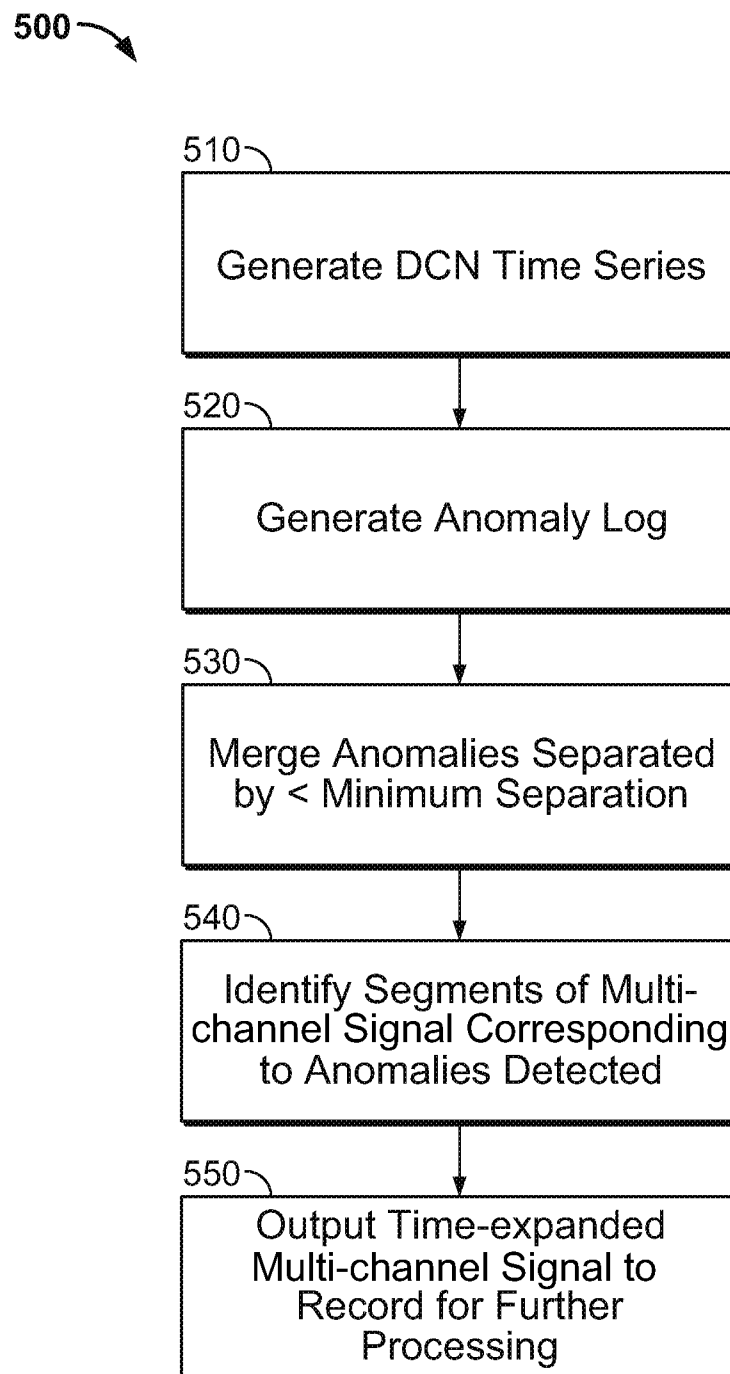 500
510
Generate DCN Time Series
520
Generate Anomaly Log
530
Merge Anomalies Separated
by < Minimum Separation
540
Identify Segments of Multi-
channel Signal Corresponding
to Anomalies Detected
550
Output Time-expanded
Multi-channel Signal to
Record for Further
Processing